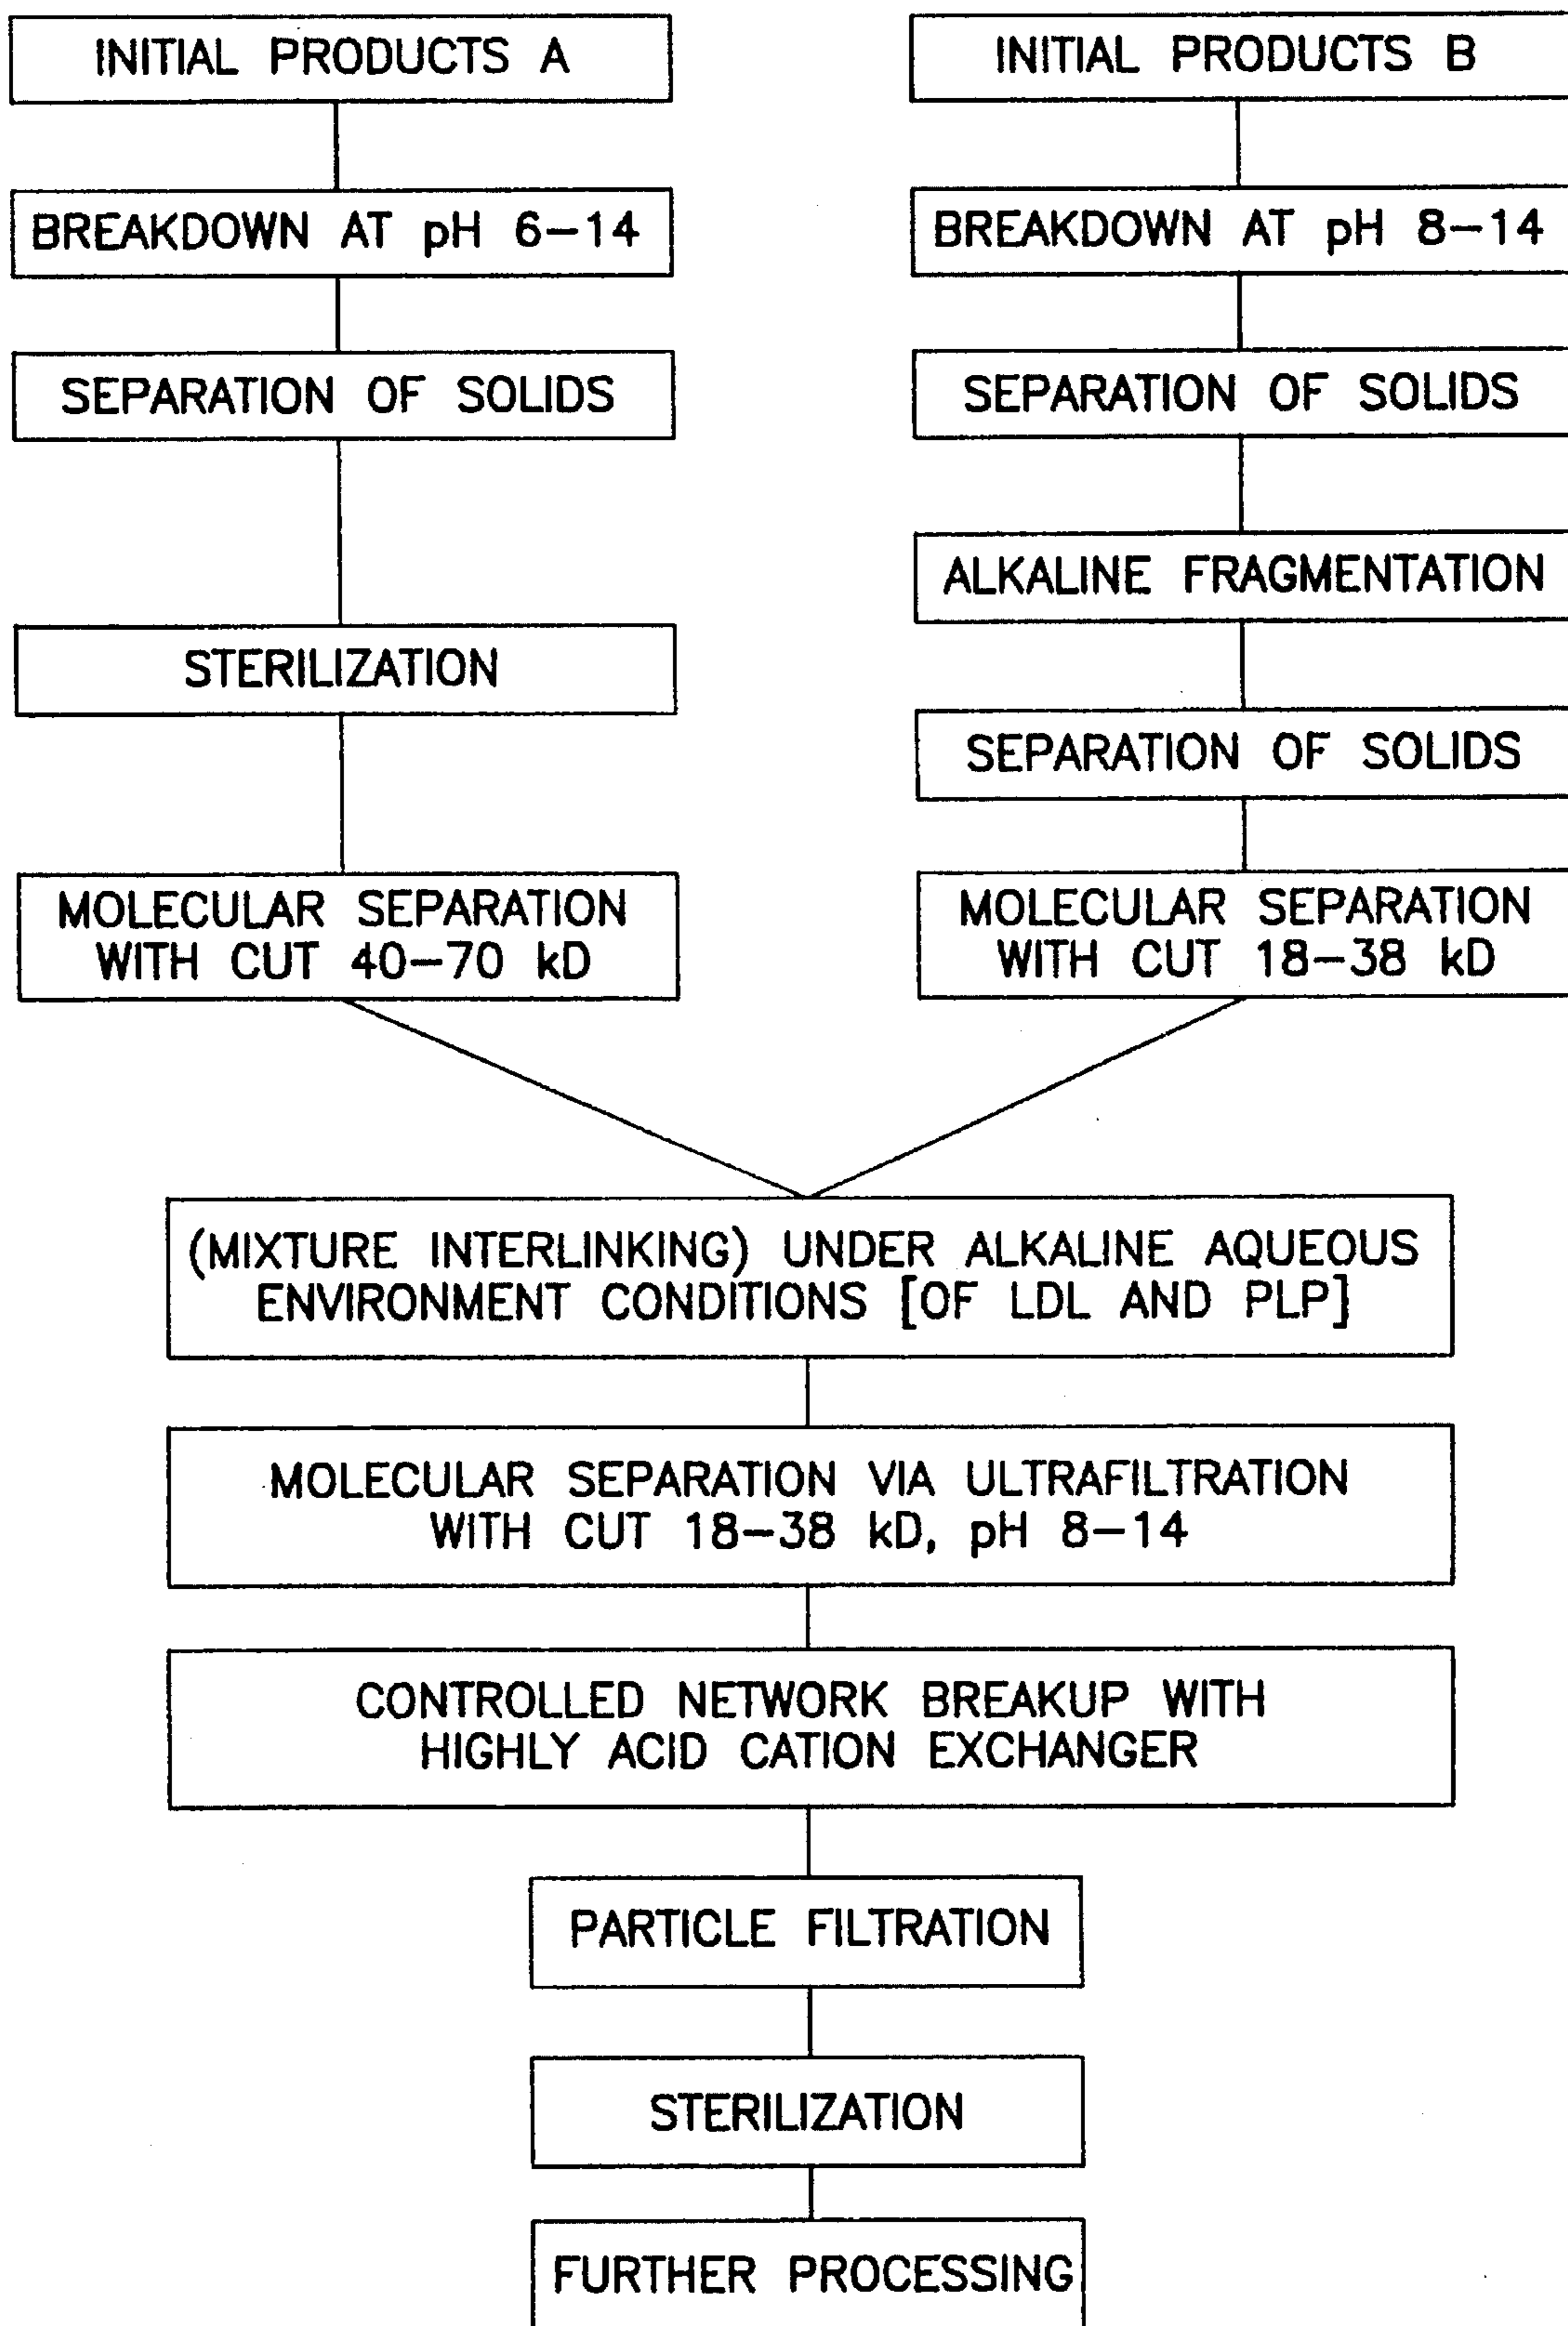 INITIAL PRODUCTS A
BREAKDOWN AT pH 6–14
SEPARATION OF SOLIDS
STERILIZATION
MOLECULAR SEPARATION
WITH CUT 40–70 kD
INITIAL PRODUCTS B
BREAKDOWN AT pH 8–14
SEPARATION OF SOLIDS
ALKALINE FRAGMENTATION
SEPARATION OF SOLIDS
MOLECULAR SEPARATION
WITH CUT 18–38 kD
(MIXTURE INTERLINKING) UNDER ALKALINE AQUEOUS
ENVIRONMENT CONDITIONS [OF LDL AND PLP]
MOLECULAR SEPARATION VIA ULTRAFILTRATION
WITH CUT 18–38 kD, pH 8–14
CONTROLLED NETWORK BREAKUP WITH
HIGHLY ACID CATION EXCHANGER
PARTICLE FILTRATION
STERILIZATION
FURTHER PROCESSING